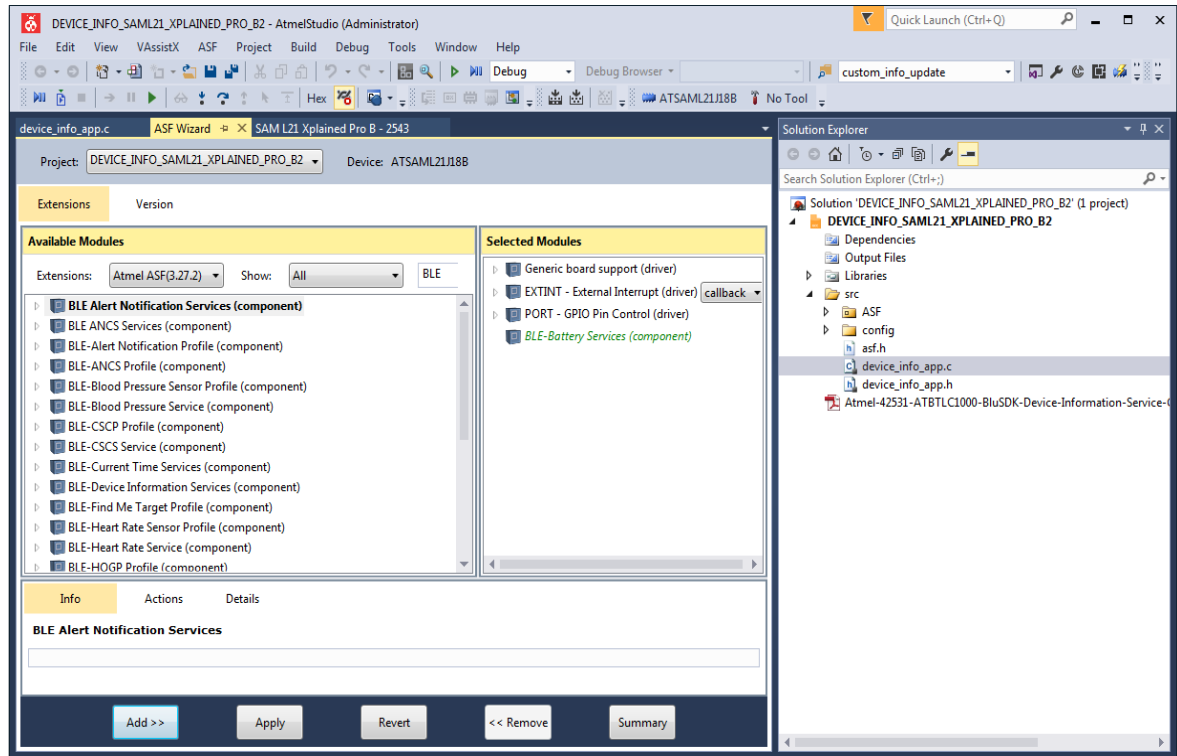 DEVICE_INFO_SAML21_XPLAINED_PRO_B2 - AtmelStudio (Administrator)
Quick Launch (Ctrl+Q)
File Edit View VAssistX ASF Project Build Debug Tools Window Help
Debug Debug Browser custom_info_update
Hex ATSAML21J18B No Tool
device_info_app.c ASF Wizard SAM L21 Xplained Pro B - 2543
Project: DEVICE_INFO_SAML21_XPLAINED_PRO_B2 Device: ATSAML21J18B
Extensions Version
Available Modules
Extensions: Atmel ASF(3.27.2) Show: All BLE
BLE Alert Notification Services (component)
BLE ANCS Services (component)
BLE-Alert Notification Profile (component)
BLE-ANCS Profile (component)
BLE-Blood Pressure Sensor Profile (component)
BLE-Blood Pressure Service (component)
BLE-CSCP Profile (component)
BLE-CSCS Service (component)
BLE-Current Time Services (component)
BLE-Device Information Services (component)
BLE-Find Me Target Profile (component)
BLE-Heart Rate Sensor Profile (component)
BLE-Heart Rate Service (component)
BLE-HOGP Profile (component)
Selected Modules
Generic board support (driver)
EXTINT - External Interrupt (driver) callback
PORT - GPIO Pin Control (driver)
BLE-Battery Services (component)
Info Actions Details
BLE Alert Notification Services
Add >> Apply Revert << Remove Summary
Solution Explorer
Search Solution Explorer (Ctrl+;)
Solution 'DEVICE_INFO_SAML21_XPLAINED_PRO_B2' (1 project)
DEVICE_INFO_SAML21_XPLAINED_PRO_B2
Dependencies
Output Files
Libraries
src
ASF
config
asf.h
device_info_app.c
device_info_app.h
Atmel-42531-ATBTLC1000-BluSDK-Device-Information-Service-